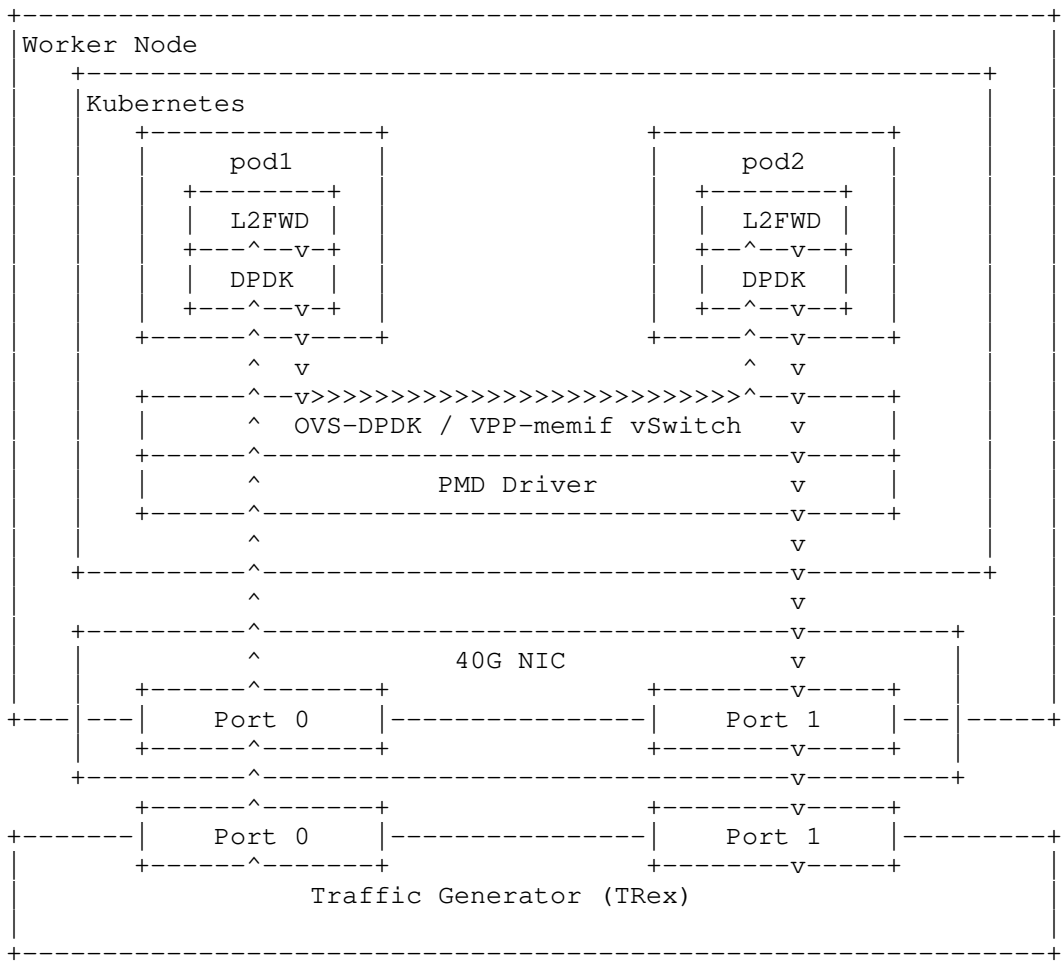 Worker Node
Kubernetes
pod1 pod2
L2FWD L2FWD
DPDK DPDK
OVS-DPDK / VPP-memif vSwitch
PMD Driver
40G NIC
Port 0 Port 1
Port 0 Port 1
Traffic Generator (TRex)